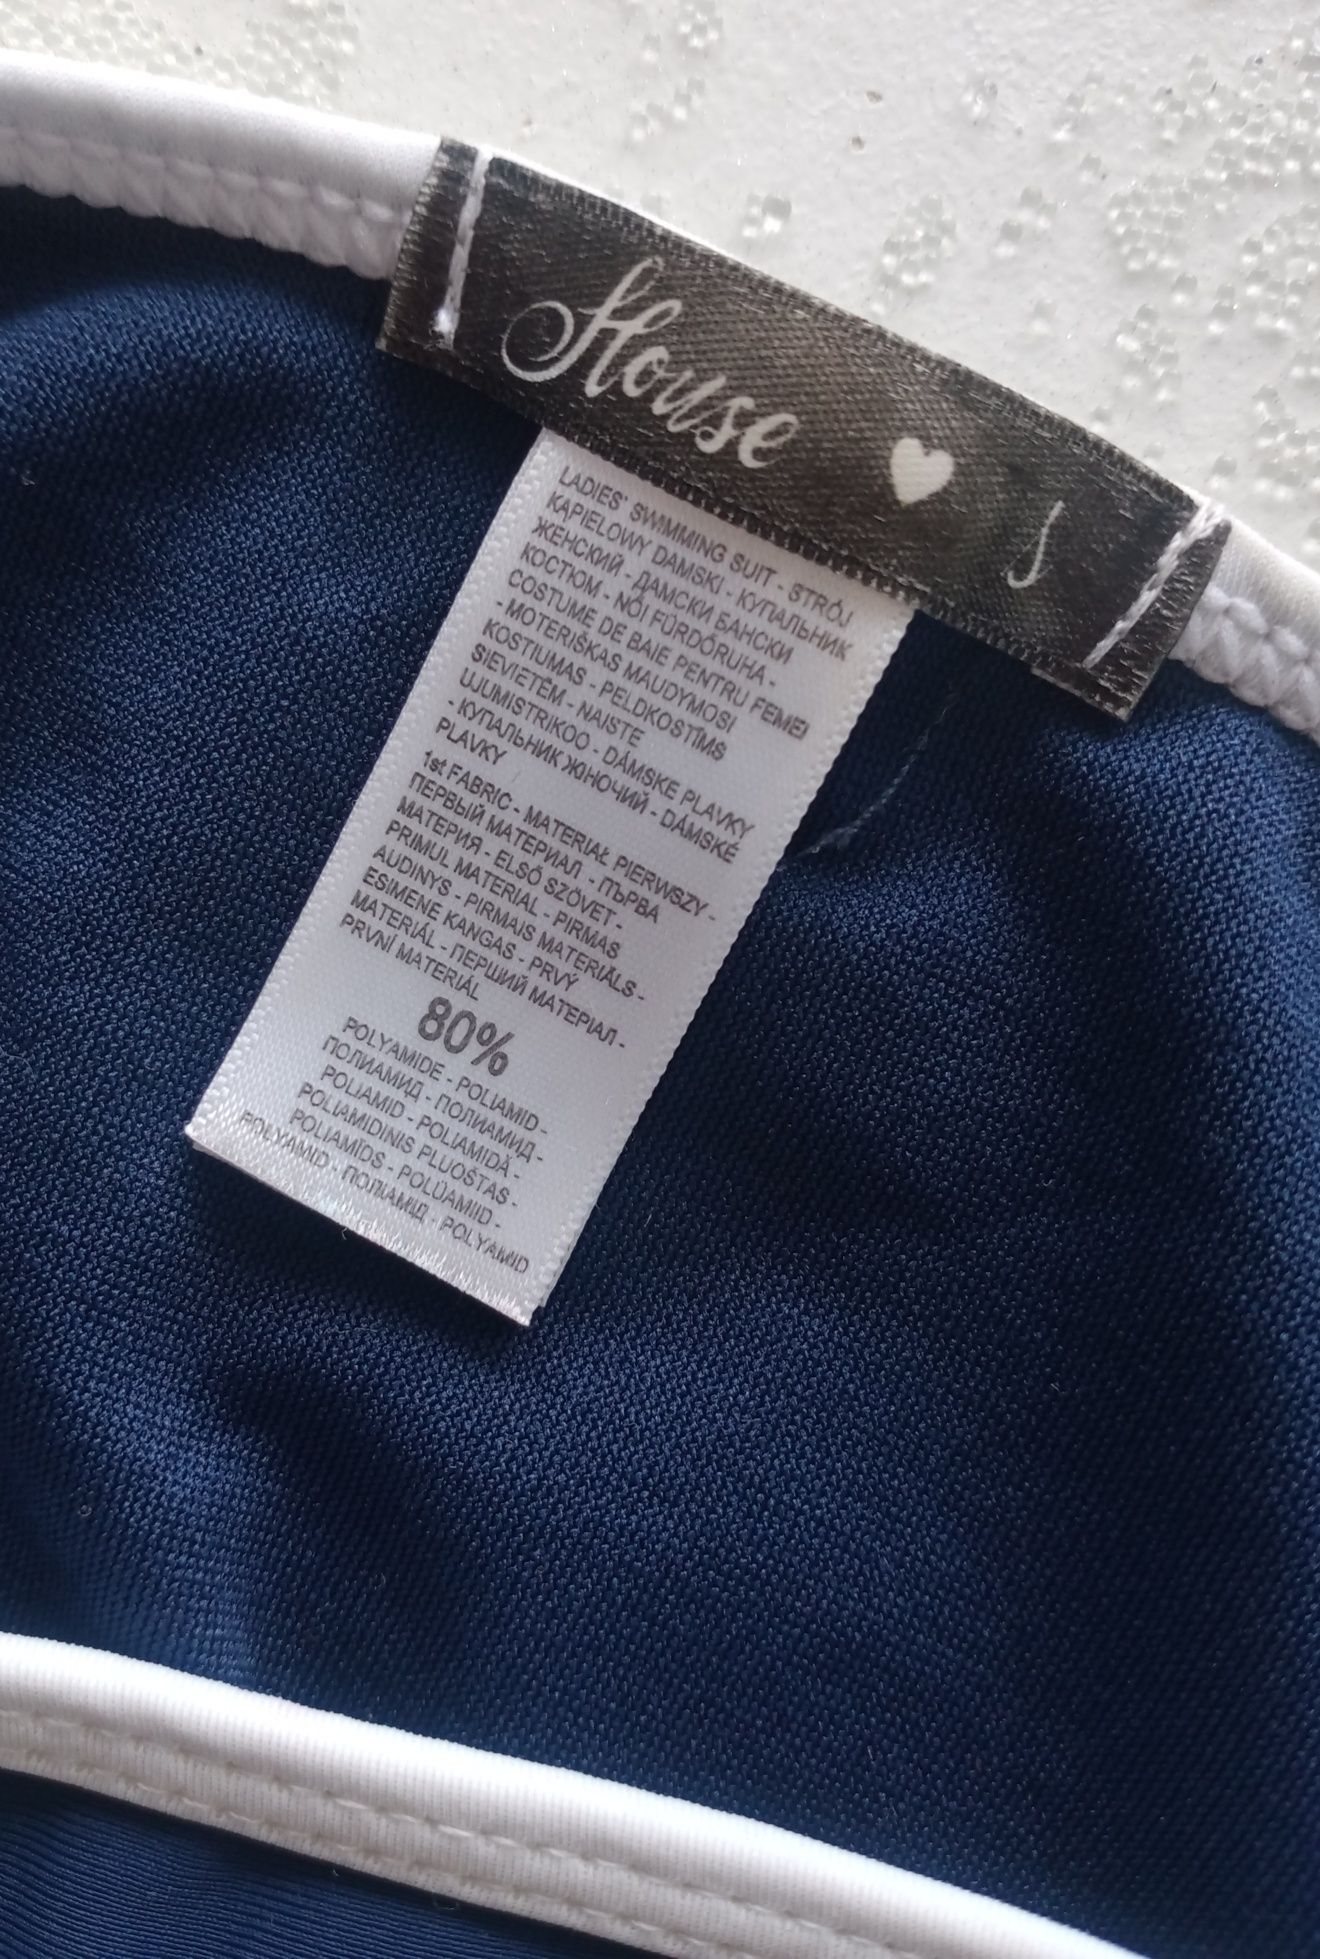 House ♥ S
LADIES' SWIMMING SUIT - STRÓJ
KĄPIELOWY DAMSKI - КУПАЛЬНИК
ЖЕНСКИЙ - ДАМСКИ БАНСКИ
КОСТЮМ - NŐI FÜRDŐRUHA -
COSTUME DE BAIE PENTRU FEMEI
- MOTERIŠKAS MAUDYMOSI
KOSTIUMAS - PELDKOSTĪMS
SIEVIETĒM - NAISTE
UJUMISTRIKOO - DÁMSKE PLAVKY
- КУПАЛЬНИК ЖІНОЧИЙ - DÁMSKÉ
PLAVKY
1st FABRIC - MATERIAŁ PIERWSZY -
ПЕРВЫЙ МАТЕРИАЛ - ПЪРВА
МАТЕРИЯ - ELSŐ SZÖVET -
PRIMUL MATERIAL - PIRMAS
AUDINYS - PIRMAIS MATERIĀLS -
ESIMENE KANGAS - PRVÝ
MATERIÁL - ПЕРШИЙ МАТЕРІАЛ -
PRVNÍ MATERIÁL
80%
POLYAMIDE - POLIAMID -
ПОЛИАМИД - ПОЛИАМИД -
POLIAMID - POLIAMIDĂ -
POLIAMIDINIS PLUOŠTAS -
POLIAMĪDS - POLÜAMIID -
POLYAMID - ПОЛІАМІД - POLYAMID